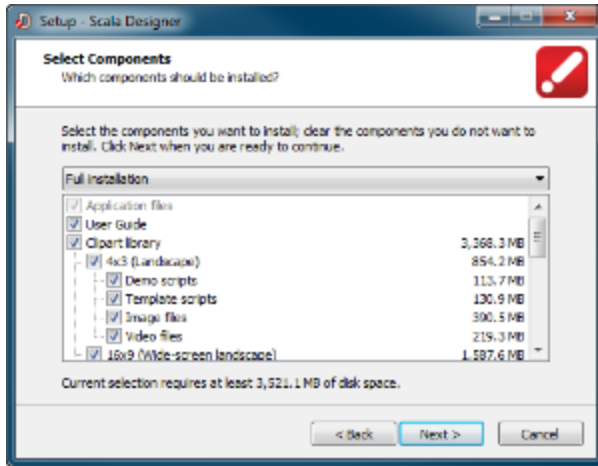 Setup - Scala Designer
Select Components
Which components should be installed?
Select the components you want to install; clear the components you do not want to
install. Click Next when you are ready to continue.
Full installation
Application files
User Guide
Clipart library 3,368.3 MB
4x3 (Landscape) 854.2 MB
Demo scripts 113.7 MB
Template scripts 130.9 MB
Image files 390.5 MB
Video files 219.3 MB
16x9 (Wide-screen landscape) 1,587.6 MB
Current selection requires at least 3,521.1 MB of disk space.
< Back Next > Cancel